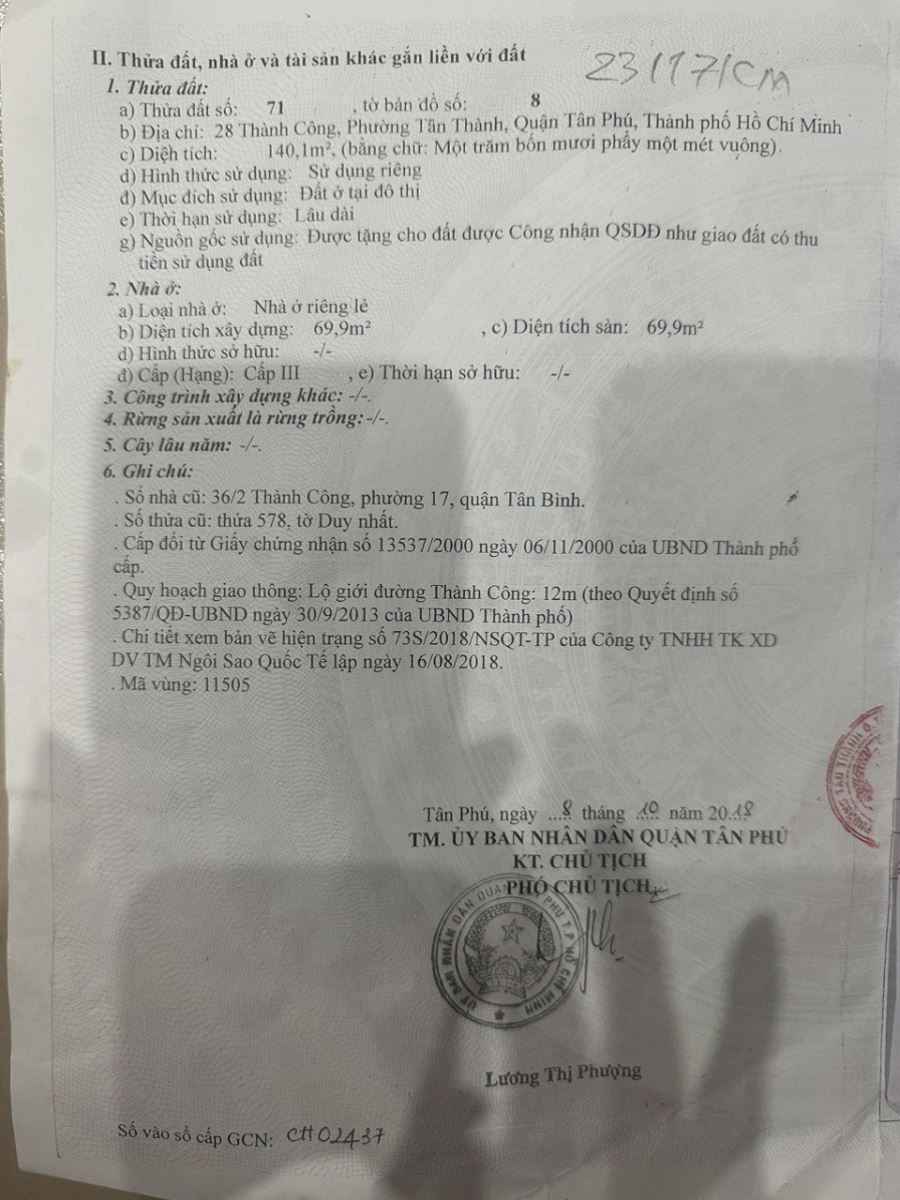 II. Thửa đất, nhà ở và tài sản khác gắn liền với đất
23117/CM
1. Thửa đất:
a) Thửa đất số: 71 , tờ bản đồ số: 8
b) Địa chỉ: 28 Thành Công, Phường Tân Thành, Quận Tân Phú, Thành phố Hồ Chí Minh
c) Diện tích: 140,1m², (bằng chữ: Một trăm bốn mươi phẩy một mét vuông).
d) Hình thức sử dụng: Sử dụng riêng
đ) Mục đích sử dụng: Đất ở tại đô thị
e) Thời hạn sử dụng: Lâu dài
g) Nguồn gốc sử dụng: Được tặng cho đất được Công nhận QSDĐ như giao đất có thu
tiền sử dụng đất
2. Nhà ở:
a) Loại nhà ở: Nhà ở riêng lẻ
b) Diện tích xây dựng: 69,9m² , c) Diện tích sàn: 69,9m²
d) Hình thức sở hữu: -/-
đ) Cấp (Hạng): Cấp III , e) Thời hạn sở hữu: -/-
3. Công trình xây dựng khác: -/-.
4. Rừng sản xuất là rừng trồng: -/-.
5. Cây lâu năm: -/-.
6. Ghi chú:
. Số nhà cũ: 36/2 Thành Công, phường 17, quận Tân Bình.
. Số thửa cũ: thửa 578, tờ Duy nhất.
. Cấp đổi từ Giấy chứng nhận số 13537/2000 ngày 06/11/2000 của UBND Thành phố
cấp.
. Quy hoạch giao thông: Lộ giới đường Thành Công: 12m (theo Quyết định số
5387/QĐ-UBND ngày 30/9/2013 của UBND Thành phố)
. Chi tiết xem bản vẽ hiện trạng số 73S/2018/NSQT-TP của Công ty TNHH TK XD
DV TM Ngôi Sao Quốc Tế lập ngày 16/08/2018.
. Mã vùng: 11505
Tân Phú, ngày ...8 tháng .10 năm 20.18
TM. ỦY BAN NHÂN DÂN QUẬN TÂN PHÚ
KT. CHỦ TỊCH
PHÓ CHỦ TỊCH
ỦY BAN NHÂN DÂN QUẬN TÂN PHÚ T.P HỒ CHÍ MINH
Lương Thị Phượng
Số vào sổ cấp GCN: CH02437